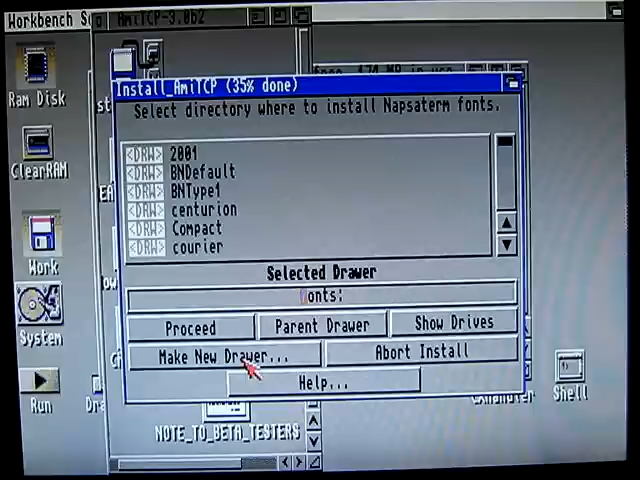 Workbench S
AmiTCP-3.0b2
Ram Disk
st
Install_AmiTCP (35% done)
Select directory where to install Napsaterm fonts.
<DRW> 2001
<DRW> BNDefault
<DRW> BNType1
<DRW> centurion
<DRW> Compact
<DRW> courier
Selected Drawer
fonts:
Proceed
Parent Drawer
Show Drives
Make New Drawer...
Abort Install
Help...
ClearRAM
Work
System
Run
Shell
NOTE_TO_BETA_TESTERS